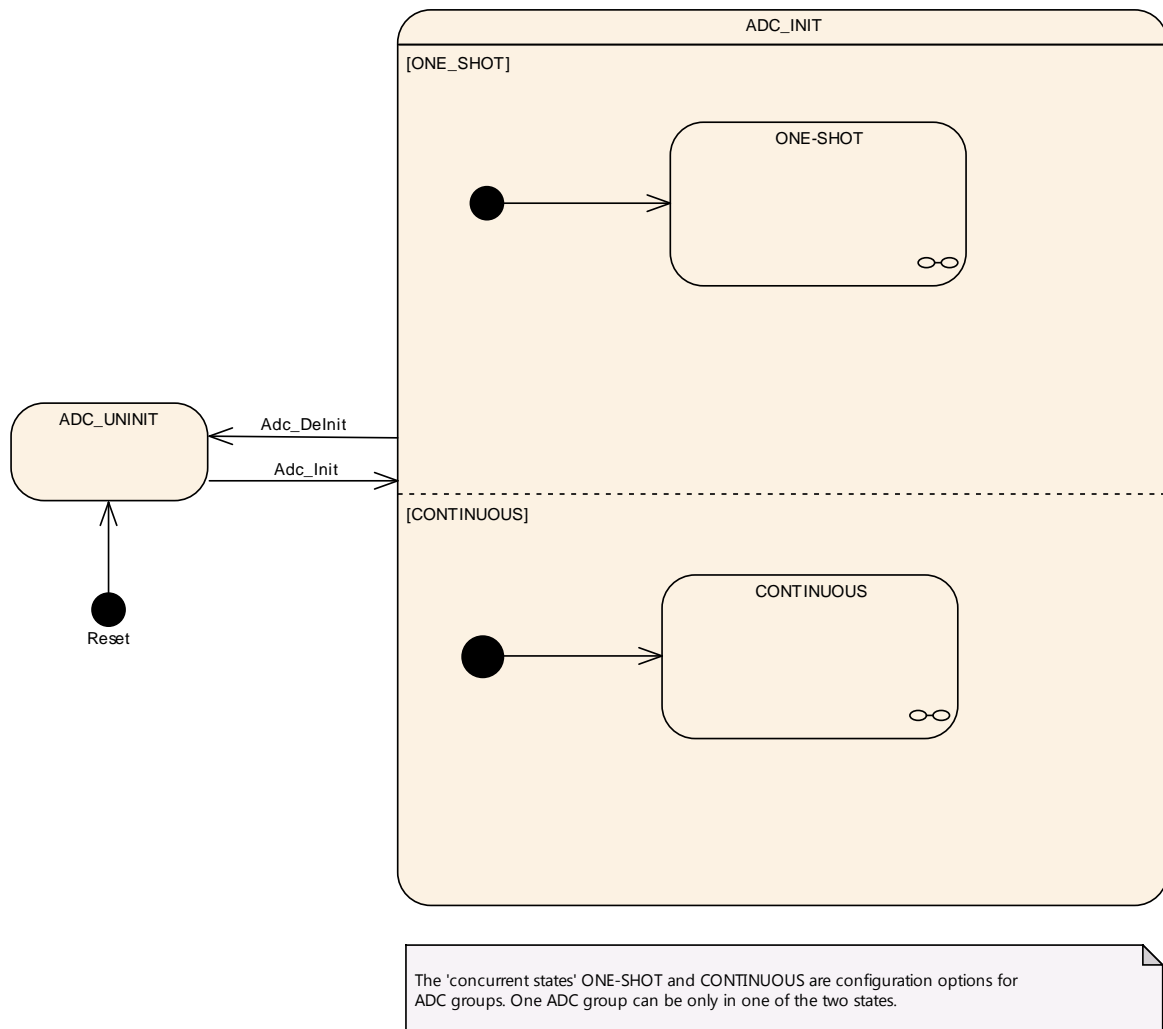 ADC_INIT
[ONE_SHOT]
ONE-SHOT
ADC_UNINIT
Adc_DeInit
Adc_Init
[CONTINUOUS]
CONTINUOUS
Reset
The 'concurrent states' ONE-SHOT and CONTINUOUS are configuration options for
ADC groups. One ADC group can be only in one of the two states.